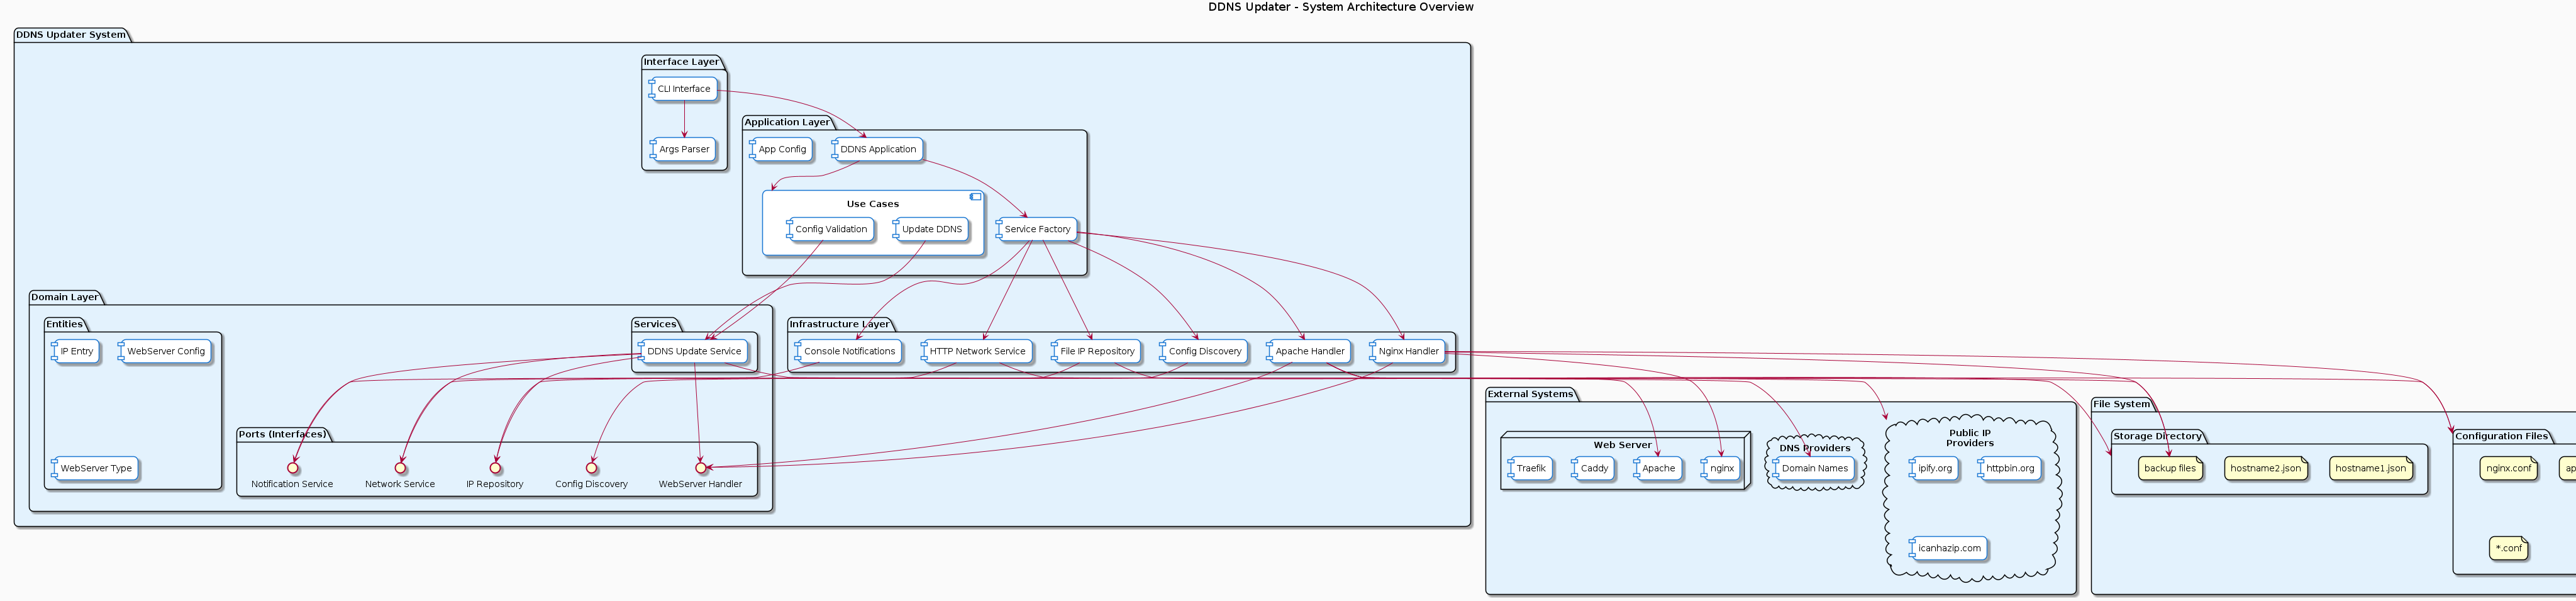 DDNS Updater - System Architecture Overview
DDNS Updater System
Interface Layer
CLI Interface
Args Parser
Application Layer
App Config
DDNS Application
Use Cases
Config Validation
Update DDNS
Service Factory
Domain Layer
Entities
IP Entry
WebServer Config
WebServer Type
Services
DDNS Update Service
Infrastructure Layer
Console Notifications
HTTP Network Service
File IP Repository
Config Discovery
Apache Handler
Nginx Handler
Ports (Interfaces)
Notification Service
Network Service
IP Repository
Config Discovery
WebServer Handler
External Systems
Web Server
Traefik
Caddy
Apache
nginx
DNS Providers
Domain Names
Public IP
Providers
ipify.org
httpbin.org
icanhazip.com
File System
Storage Directory
backup files
hostname2.json
hostname1.json
Configuration Files
nginx.conf
*.conf